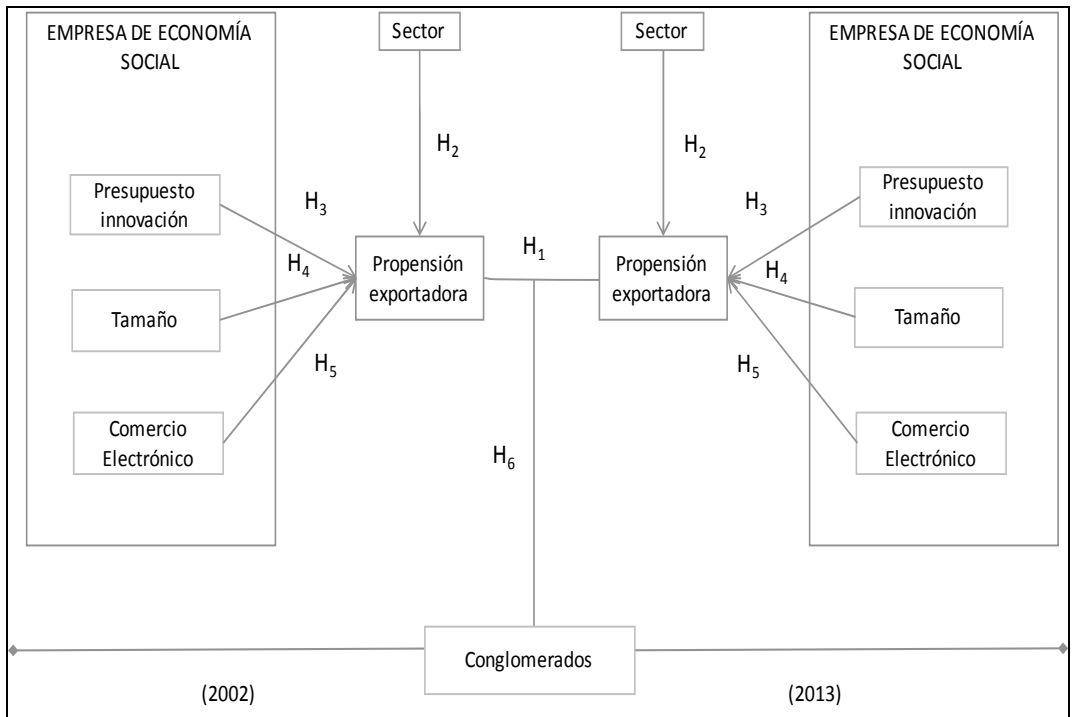 EMPRESA DE ECONOMÍA
SOCIAL
Sector
Sector
EMPRESA DE ECONOMÍA
SOCIAL
H2
H2
Presupuesto
innovación
H3
H3
Presupuesto
innovación
H4
Propensión
exportadora
H1
Propensión
exportadora
H4
Tamaño
Tamaño
H5
H5
Comercio
Electrónico
H6
Comercio
Electrónico
Conglomerados
(2002)
(2013)